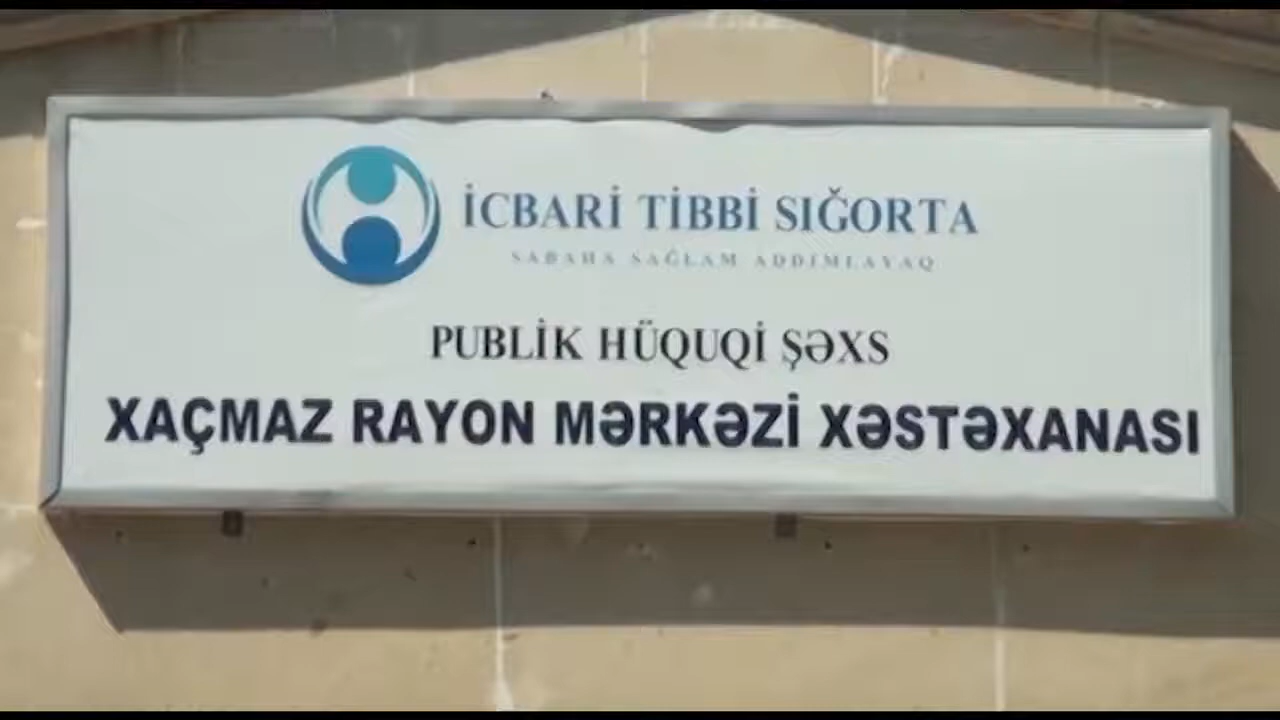 İCBARİ TİBBİ SIĞORTA
SABAHA SAĞLAM ADDIMLAYAQ
PUBLİK HÜQUQİ ŞƏXS
XAÇMAZ RAYON MƏRKƏZİ XƏSTƏXANASI